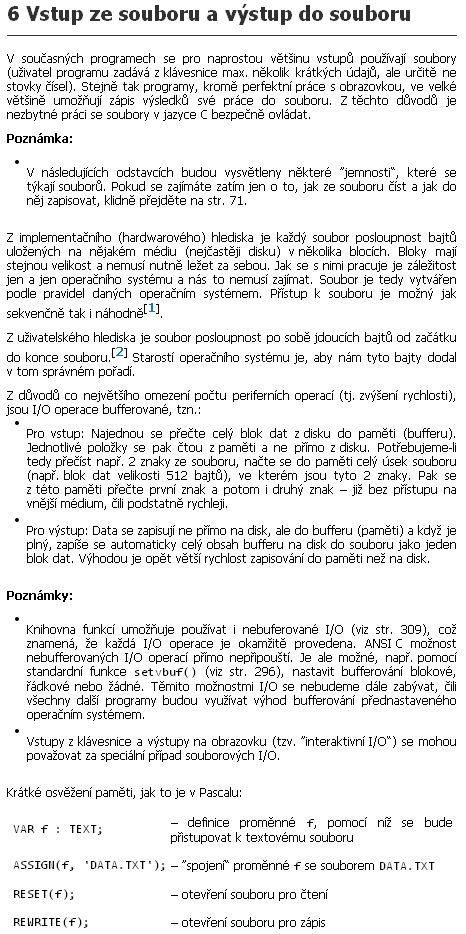 6 Vstup ze souboru a výstup do souboru
V současných programech se pro naprostou většinu vstupů používají soubory
(uživatel programu zadává z klávesnice max. několik krátkých údajů, ale určitě ne
stovky čísel). Stejně tak programy, kromě perfektní práce s obrazovkou, ve velké
většině umožňují zápis výsledků své práce do souboru. Z těchto důvodů je
nezbytné práci se soubory v jazyce C bezpečně ovládat.
Poznámka:
• V následujících odstavcích budou vysvětleny některé ”jemnosti“, které se
týkají souborů. Pokud se zajímáte zatím jen o to, jak ze souboru číst a jak do
něj zapisovat, klidně přejděte na str. 71.
Z implementačního (hardwarového) hlediska je každý soubor posloupnost bajtů
uložených na nějakém médiu (nejčastěji disku) v několika blocích. Bloky mají
stejnou velikost a nemusí nutně ležet za sebou. Jak se s nimi pracuje je záležitost
jen a jen operačního systému a nás to nemusí zajímat. Soubor je tedy vytvářen
podle pravidel daných operačním systémem. Přístup k souboru je možný jak
sekvenčně tak i náhodně[1].
Z uživatelského hlediska je soubor posloupnost po sobě jdoucích bajtů od začátku
do konce souboru.[2] Starostí operačního systému je, aby nám tyto bajty dodal
v tom správném pořadí.
Z důvodů co největšího omezení počtu periferních operací (tj. zvýšení rychlosti),
jsou I/O operace bufferované, tzn.:
• Pro vstup: Najednou se přečte celý blok dat z disku do paměti (bufferu).
Jednotlivé položky se pak čtou z paměti a ne přímo z disku. Potřebujeme-li
tedy přečíst např. 2 znaky ze souboru, načte se do paměti celý úsek souboru
(např. blok dat velikosti 512 bajtů), ve kterém jsou tyto 2 znaky. Pak se
z této paměti přečte první znak a potom i druhý znak – již bez přístupu na
vnější médium, čili podstatně rychleji.
• Pro výstup: Data se zapisují ne přímo na disk, ale do bufferu (paměti) a když je
plný, zapíše se automaticky celý obsah bufferu na disk do souboru jako jeden
blok dat. Výhodou je opět větší rychlost zapisování do paměti než na disk.
Poznámky:
• Knihovna funkcí umožňuje používat i nebuferované I/O (viz str. 309), což
znamená, že každá I/O operace je okamžitě provedena. ANSI C možnost
nebufferovaných I/O operací přímo nepřipouští. Je ale možné, např. pomocí
standardní funkce setvbuf() (viz str. 296), nastavit bufferování blokové,
řádkové nebo žádné. Těmito možnostmi I/O se nebudeme dále zabývat, čili
všechny další programy budou využívat výhod bufferování přednastaveného
operačním systémem.
• Vstupy z klávesnice a výstupy na obrazovku (tzv. ”interaktivní I/O“) se mohou
považovat za speciální případ souborových I/O.
Krátké osvěžení paměti, jak to je v Pascalu:
VAR f : TEXT; – definice proměnné f, pomocí níž se bude
přistupovat k textovému souboru
ASSIGN(f, 'DATA.TXT'); – ”spojení“ proměnné f se souborem DATA.TXT
RESET(f); – otevření souboru pro čtení
REWRITE(f); – otevření souboru pro zápis